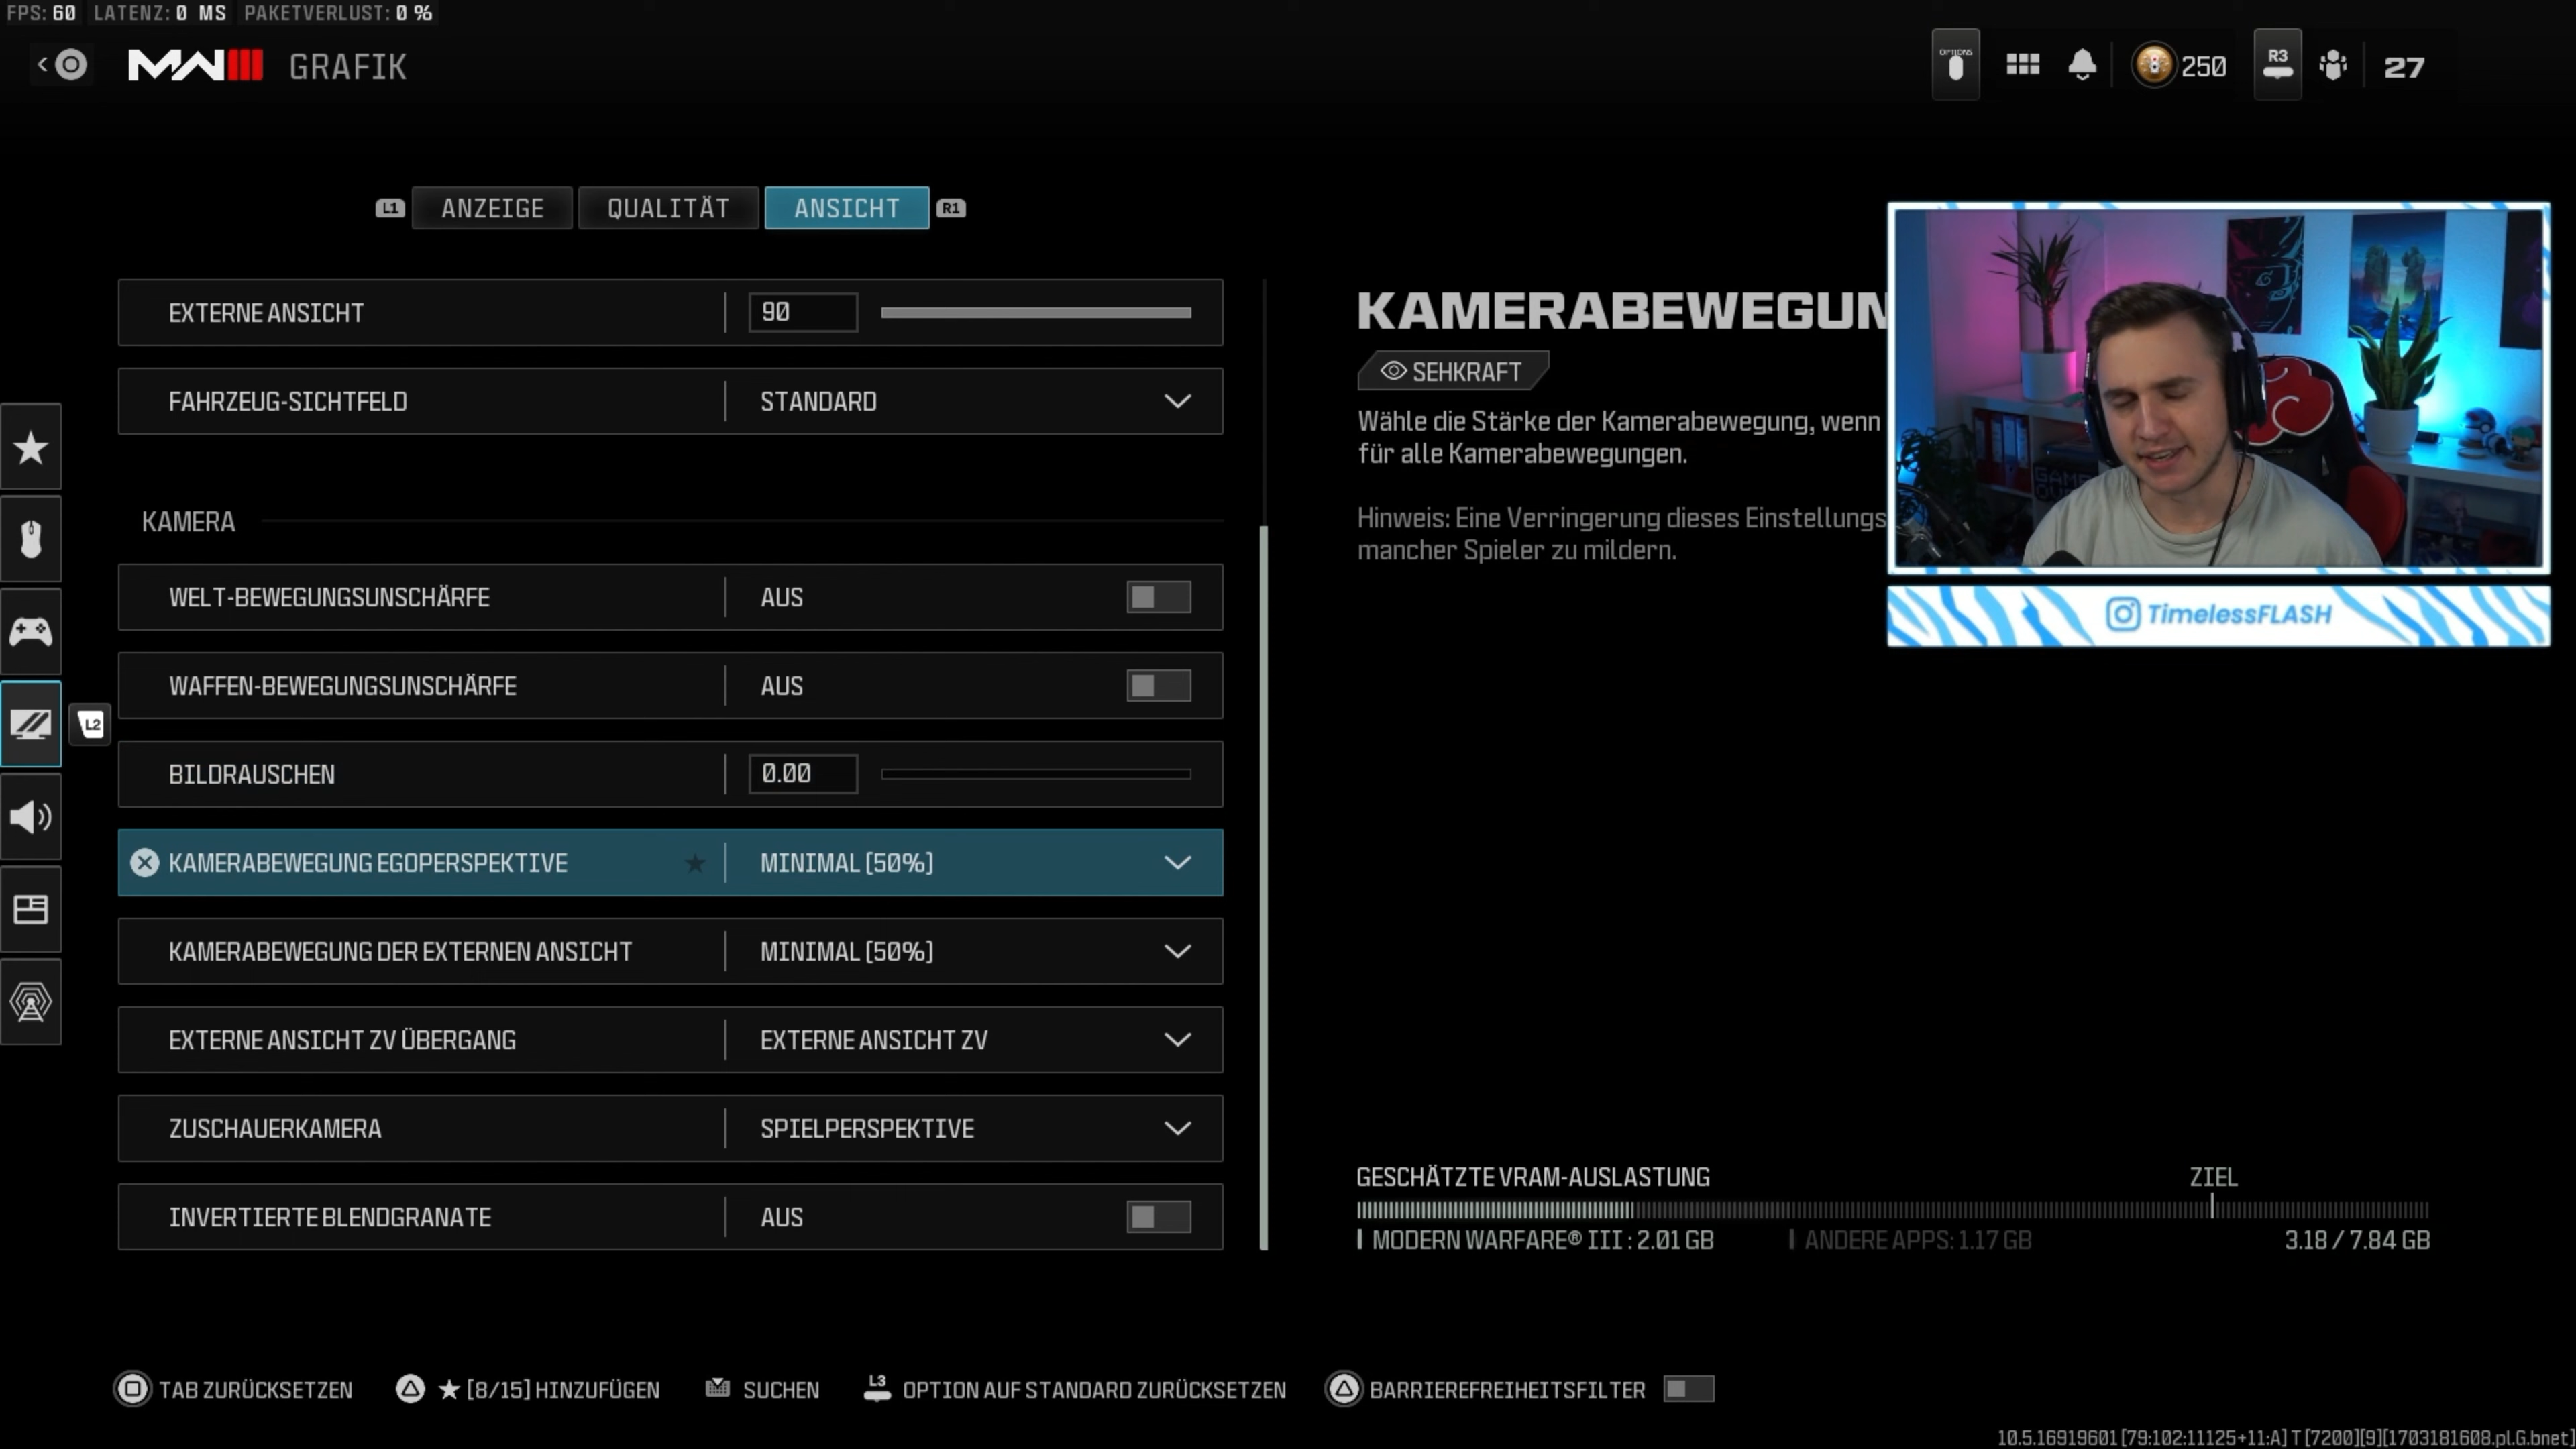 FPS: 60 LATENZ: 0 MS PAKETVERLUST: 0 %
MWIII GRAFIK
OPTIONS
250
R3
27
L1 ANZEIGE QUALITÄT ANSICHT R1
EXTERNE ANSICHT 90
FAHRZEUG-SICHTFELD STANDARD
KAMERA
WELT-BEWEGUNGSUNSCHÄRFE AUS
WAFFEN-BEWEGUNGSUNSCHÄRFE AUS
L2
BILDRAUSCHEN 0.00
KAMERABEWEGUNG EGOPERSPEKTIVE MINIMAL (50%)
KAMERABEWEGUNG DER EXTERNEN ANSICHT MINIMAL (50%)
EXTERNE ANSICHT ZV ÜBERGANG EXTERNE ANSICHT ZV
ZUSCHAUERKAMERA SPIELPERSPEKTIVE
INVERTIERTE BLENDGRANATE AUS
KAMERABEWEGUN
SEHKRAFT
Wähle die Stärke der Kamerabewegung, wenn
für alle Kamerabewegungen.
Hinweis: Eine Verringerung dieses Einstellungs
mancher Spieler zu mildern.
TimelessFLASH
GESCHÄTZTE VRAM-AUSLASTUNG ZIEL
MODERN WARFARE® III : 2.01 GB ANDERE APPS: 1.17 GB 3.18 / 7.84 GB
TAB ZURÜCKSETZEN ★ [8/15] HINZUFÜGEN SUCHEN L3 OPTION AUF STANDARD ZURÜCKSETZEN BARRIEREFREIHEITSFILTER
10.5.16919601 [79:102:11125+11:A] T [7200][9][1703181608.pl.G.bnet]